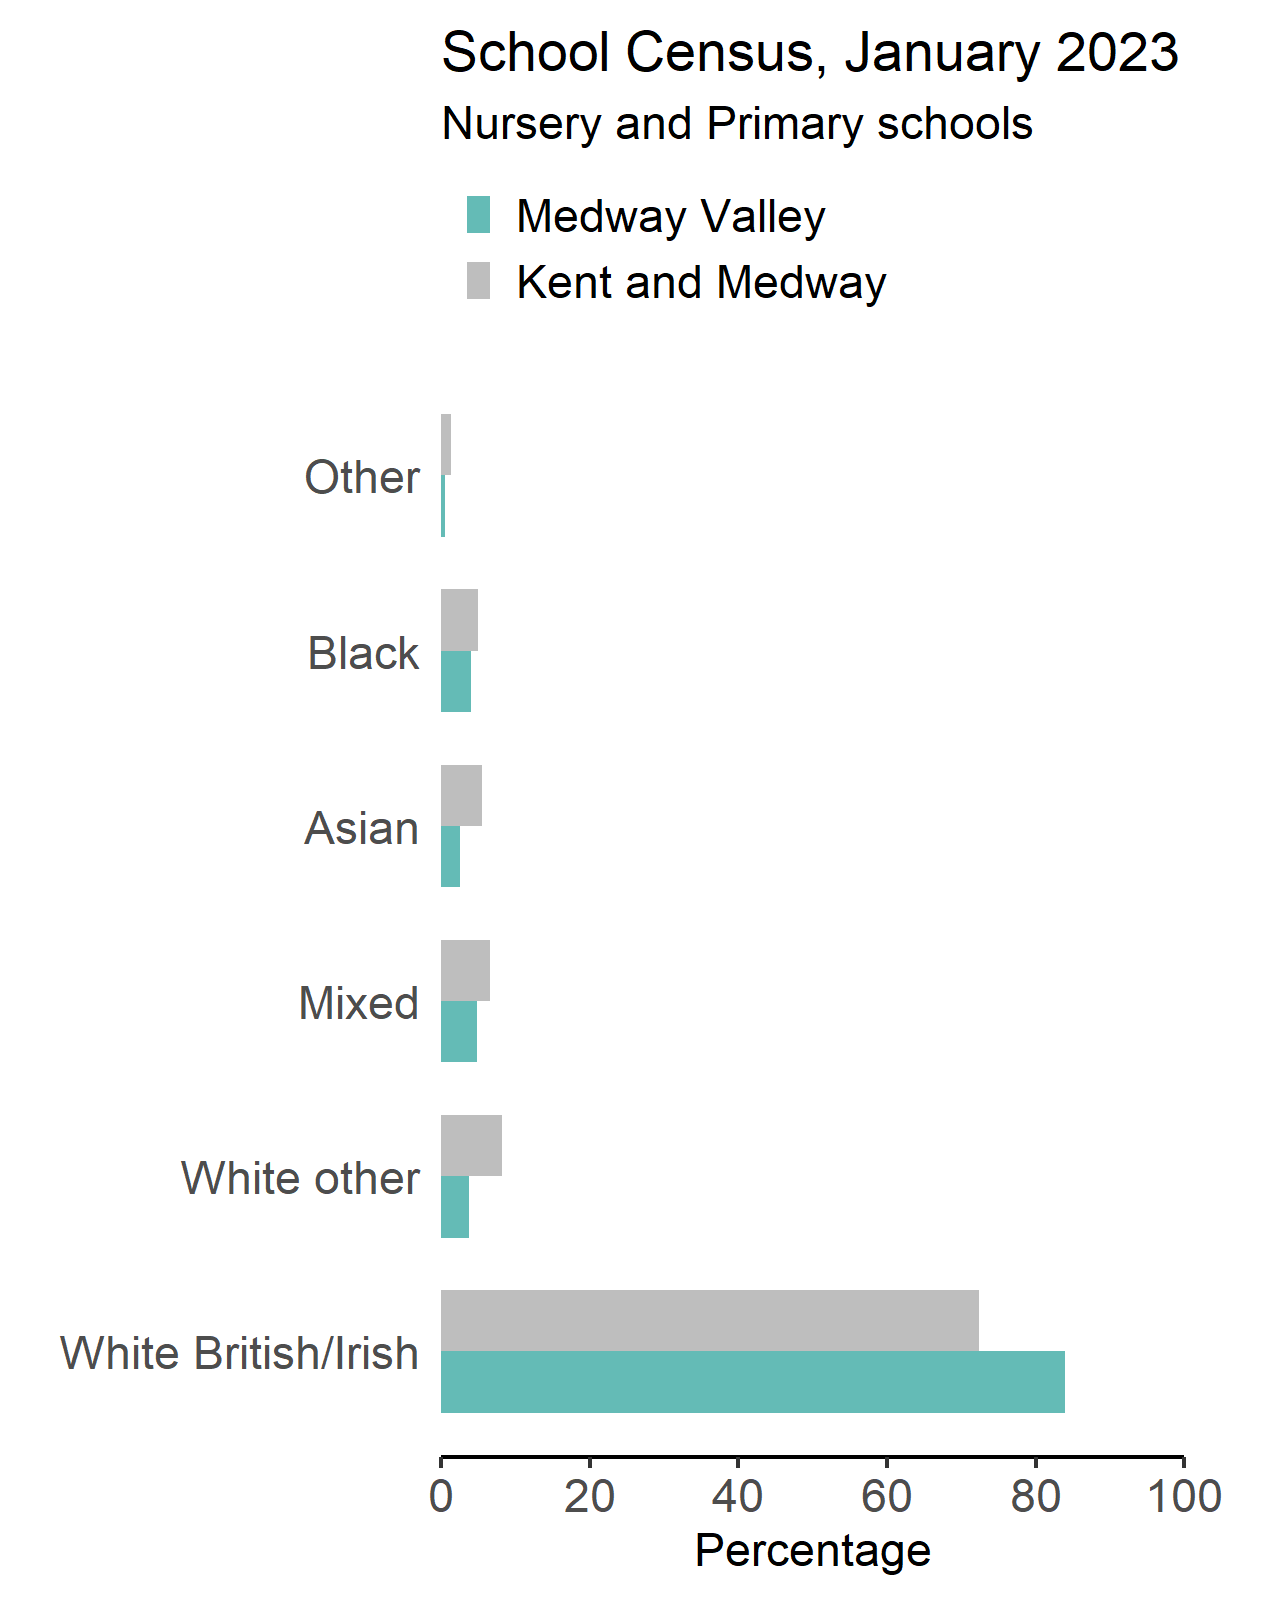 School Census, January 2023
Nursery and Primary schools
Medway Valley
Kent and Medway
Other
Black
Asian
Mixed
White other
White British/Irish
0 20 40 60 80 100
Percentage